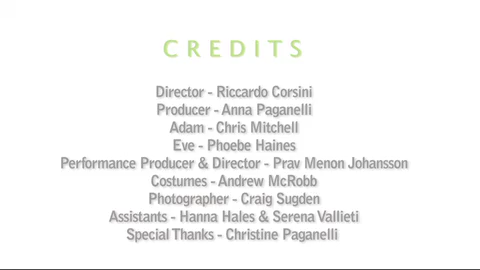 CREDITS
Director - Riccardo Corsini
Producer - Anna Paganelli
Adam - Chris Mitchell
Eve - Phoebe Haines
Performance Producer & Director - Prav Menon Johansson
Costumes - Andrew McRobb
Photographer - Craig Sugden
Assistants - Hanna Hales & Serena Vallieti
Special Thanks - Christine Paganelli